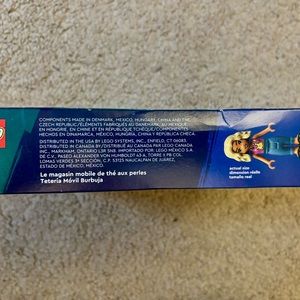 COMPONENTS MADE IN DENMARK, MEXICO, HUNGARY, CHINA AND THE
CZECH REPUBLIC/ÉLÉMENTS FABRIQUÉS AU DANEMARK, AU MEXIQUE,
EN HONGRIE, EN CHINE ET EN RÉPUBLIQUE TCHÈQUE/COMPONENTES
HECHOS EN DINAMARCA, MÉXICO, HUNGRÍA, CHINA Y REPÚBLICA CHECA.
DISTRIBUTED IN THE USA BY LEGO SYSTEMS, INC., ENFIELD, CT 06083.
DISTRIBUTED IN CANADA BY/DISTRIBUÉ AU CANADA PAR LEGO CANADA
INC., MARKHAM, ONTARIO L3R 5N8. IMPORTADO POR: LEGO MÉXICO S.A.
DE C.V., PASEO ALEXANDER VON HUMBOLDT 43-3, TORRE II PB COL.
LOMAS VERDES 3ª SECCIÓN, C.P. 53125 NAUCALPAN DE JUÁREZ,
ESTADO DE MÉXICO, MÉXICO
Le magasin mobile de thé aux perles
Tetería Móvil Burbuja
actual size
dimension réelle
tamaño real